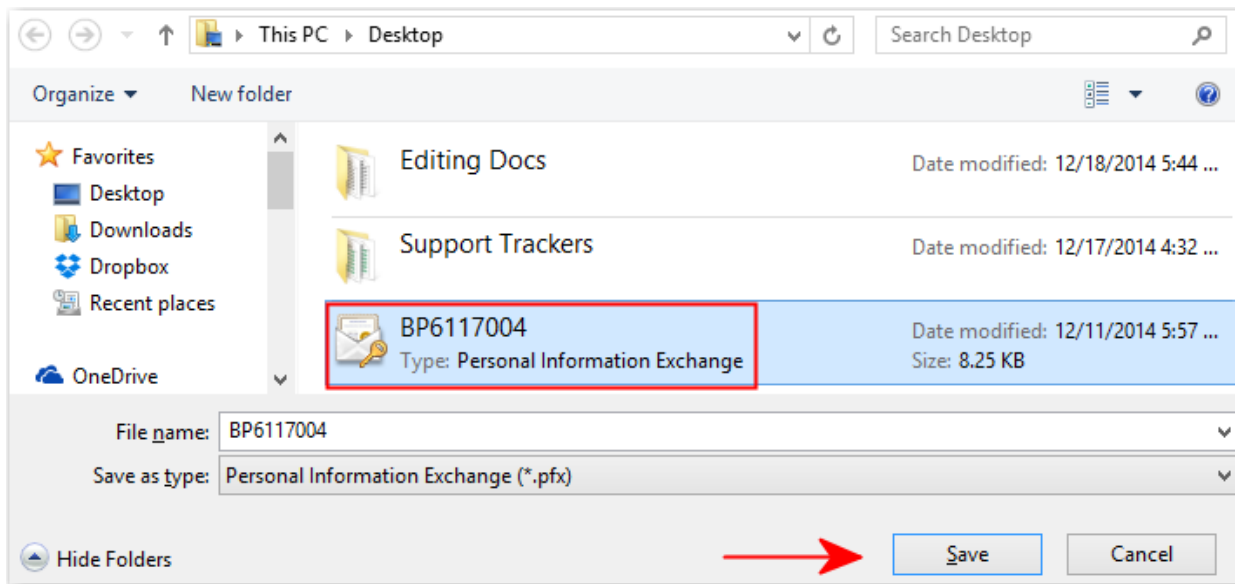 This PC Desktop
Search Desktop
Organize New folder
Favorites
Desktop
Downloads
Dropbox
Recent places
OneDrive
Editing Docs Date modified: 12/18/2014 5:44 ...
Support Trackers Date modified: 12/17/2014 4:32 ...
BP6117004 Date modified: 12/11/2014 5:57 ...
Type: Personal Information Exchange Size: 8.25 KB
File name: BP6117004
Save as type: Personal Information Exchange (*.pfx)
Hide Folders Save Cancel